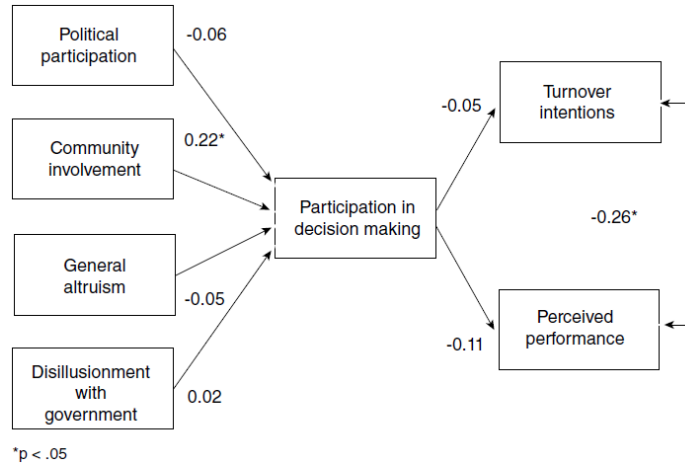 Political
participation
-0.06
Community
involvement
0.22*
General
altruism
-0.05
Disillusionment
with
government
0.02
Participation in
decision making
-0.05
Turnover
intentions
-0.26*
-0.11
Perceived
performance
*p < .05